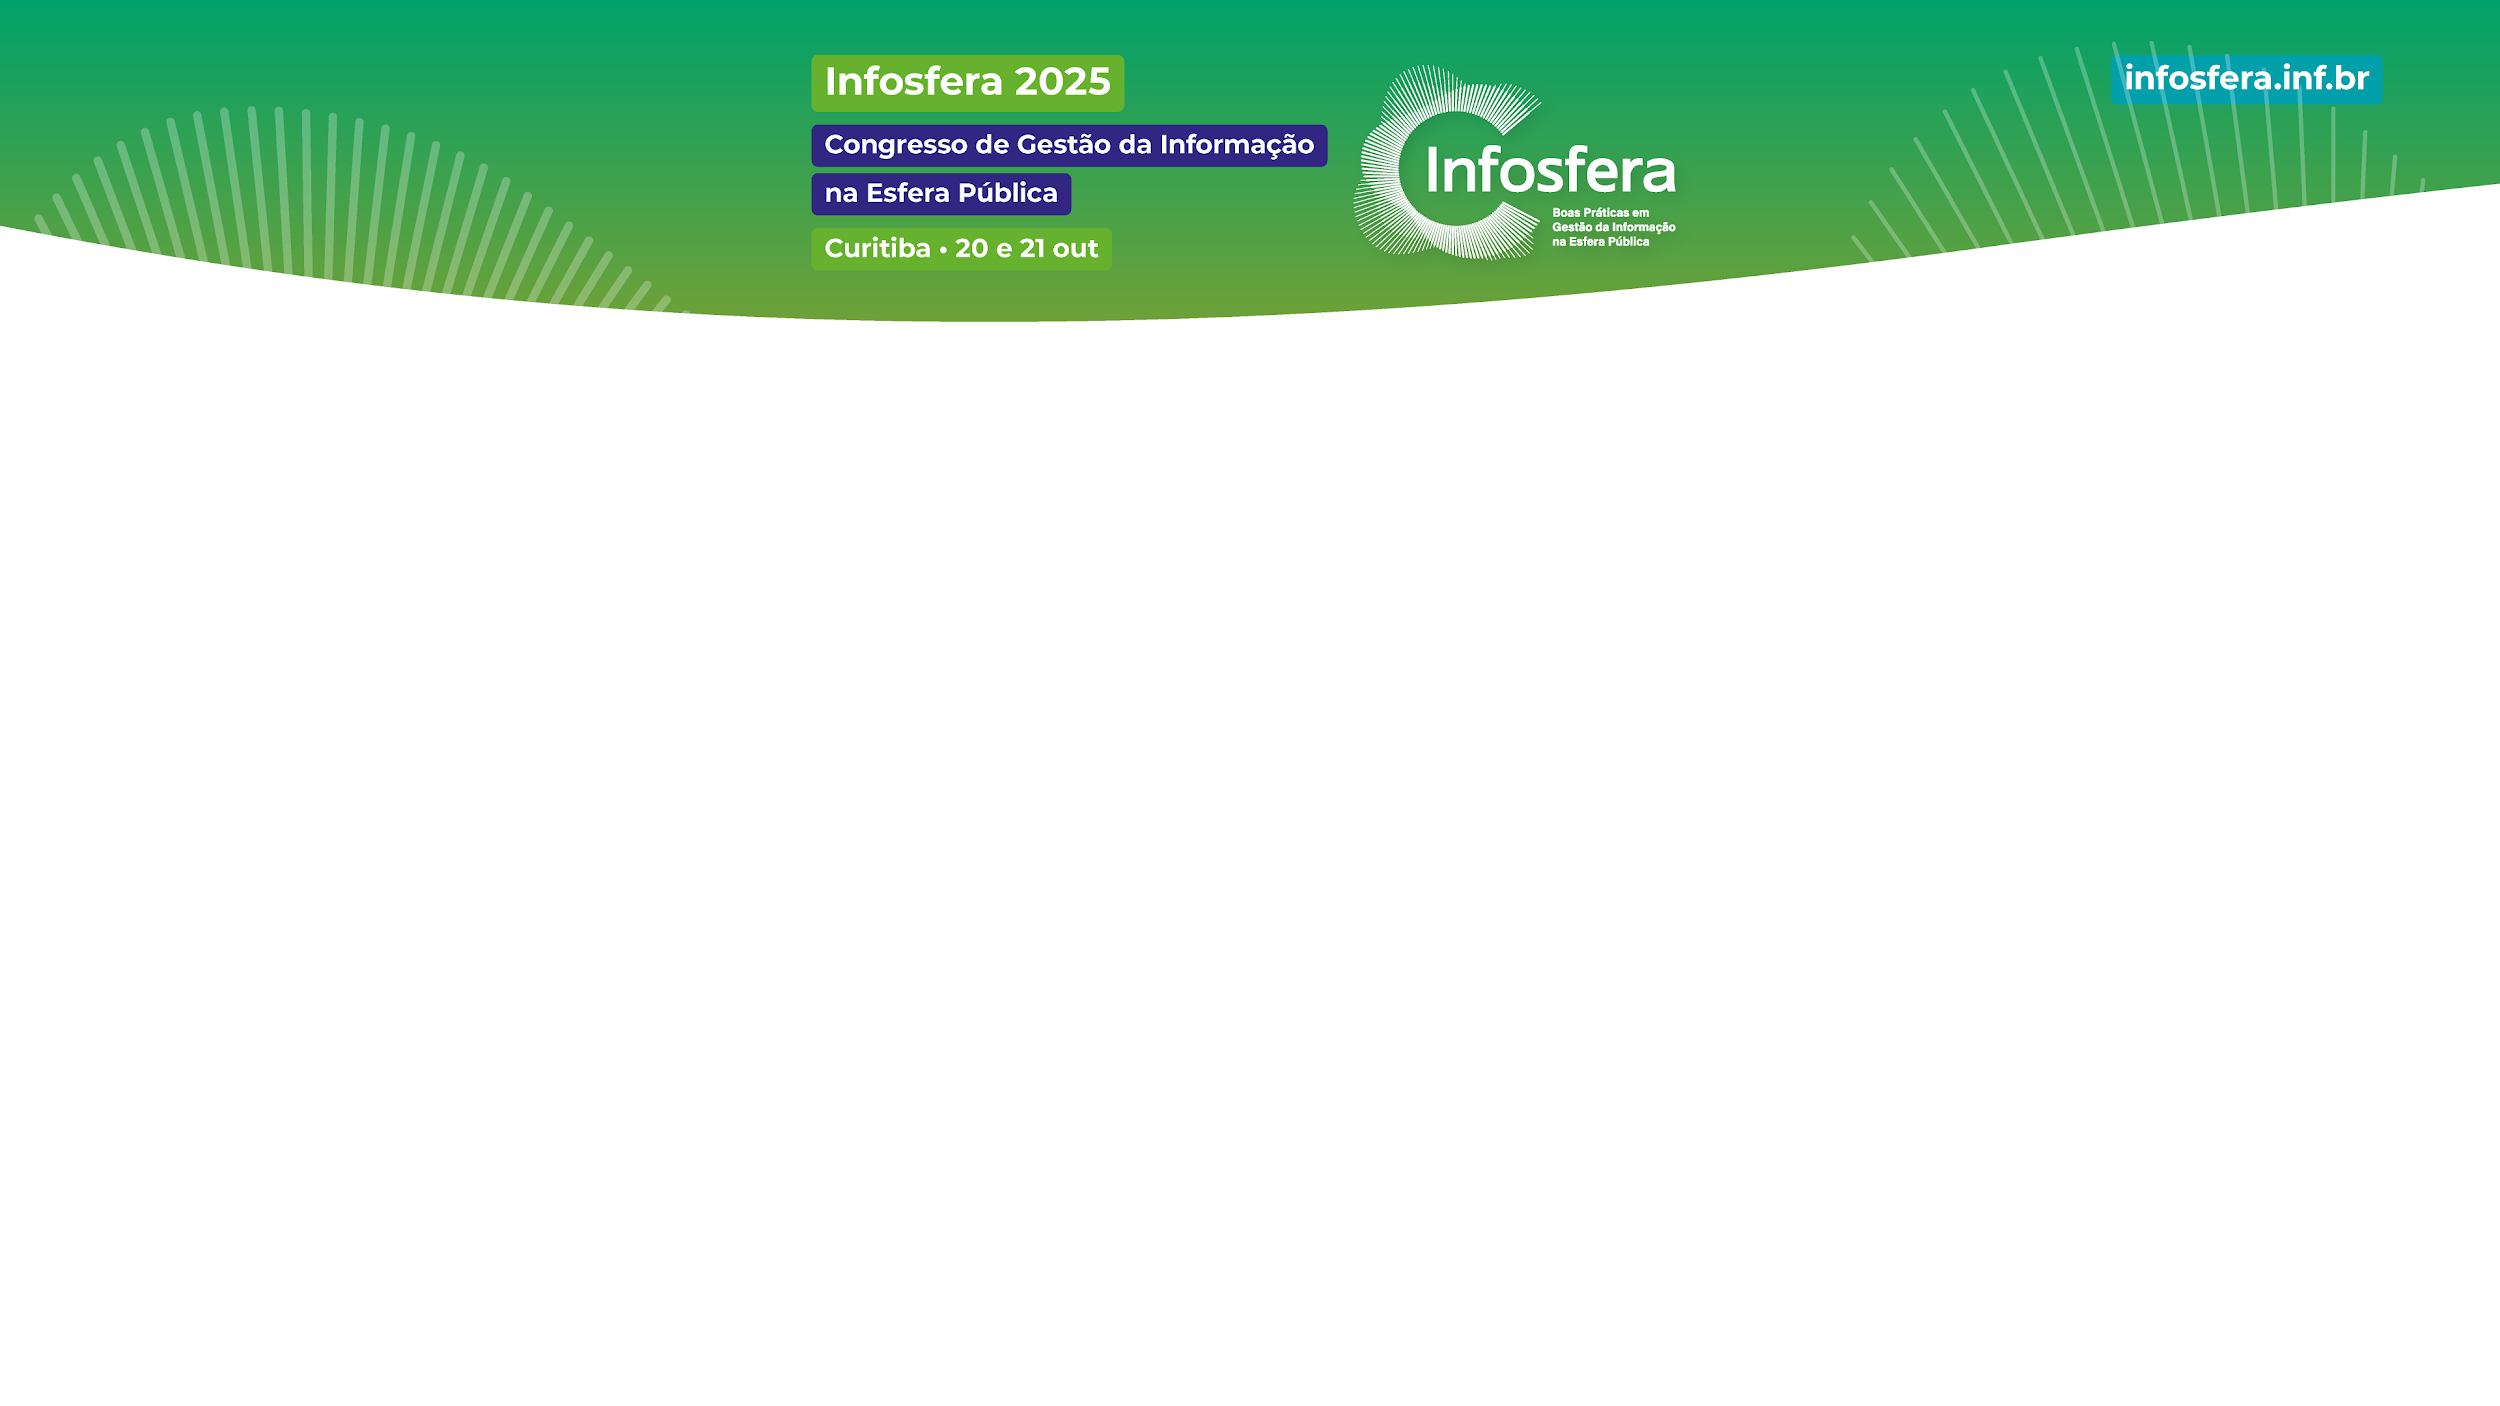 Infosfera 2025
Congresso de Gestão da Informação
na Esfera Pública
Curitiba • 20 e 21 out
Infosfera
Boas Práticas em
Gestão da Informação
na Esfera Pública
infosfera.inf.br